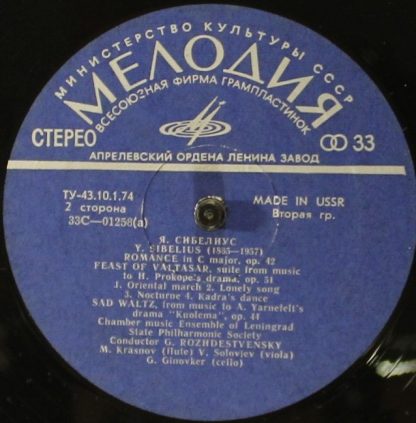 МИНИСТЕРСТВО КУЛЬТУРЫ СССР
МЕЛОДИЯ
ВСЕСОЮЗНАЯ ФИРМА ГРАМПЛАСТИНОК
СТЕРЕО
33
АПРЕЛЕВСКИЙ ОРДЕНА ЛЕНИНА ЗАВОД
ТУ-43.10.1.74
2 сторона
33С—01258(а)
MADE IN USSR
Вторая гр.
Я. СИБЕЛИУС
Y. SIBELIUS (1865—1957)
ROMANCE in C major, op. 42
FEAST OF VALTASAR, suite from music
to H. Prokope's drama, op. 51
J. Oriental march 2. Lonely song
3. Nocturne 4. Kadra's dance
SAD WALTZ, from music to A. Yarnefelt's
drama "Kuolema", op. 44
Chamber music Ensemble of Leningrad
State Philharmonic Society
Conductor G. ROZHDESTVENSKY
M. Krasnov (flute) V. Solovjev (viola)
G. Ginovker (cello)